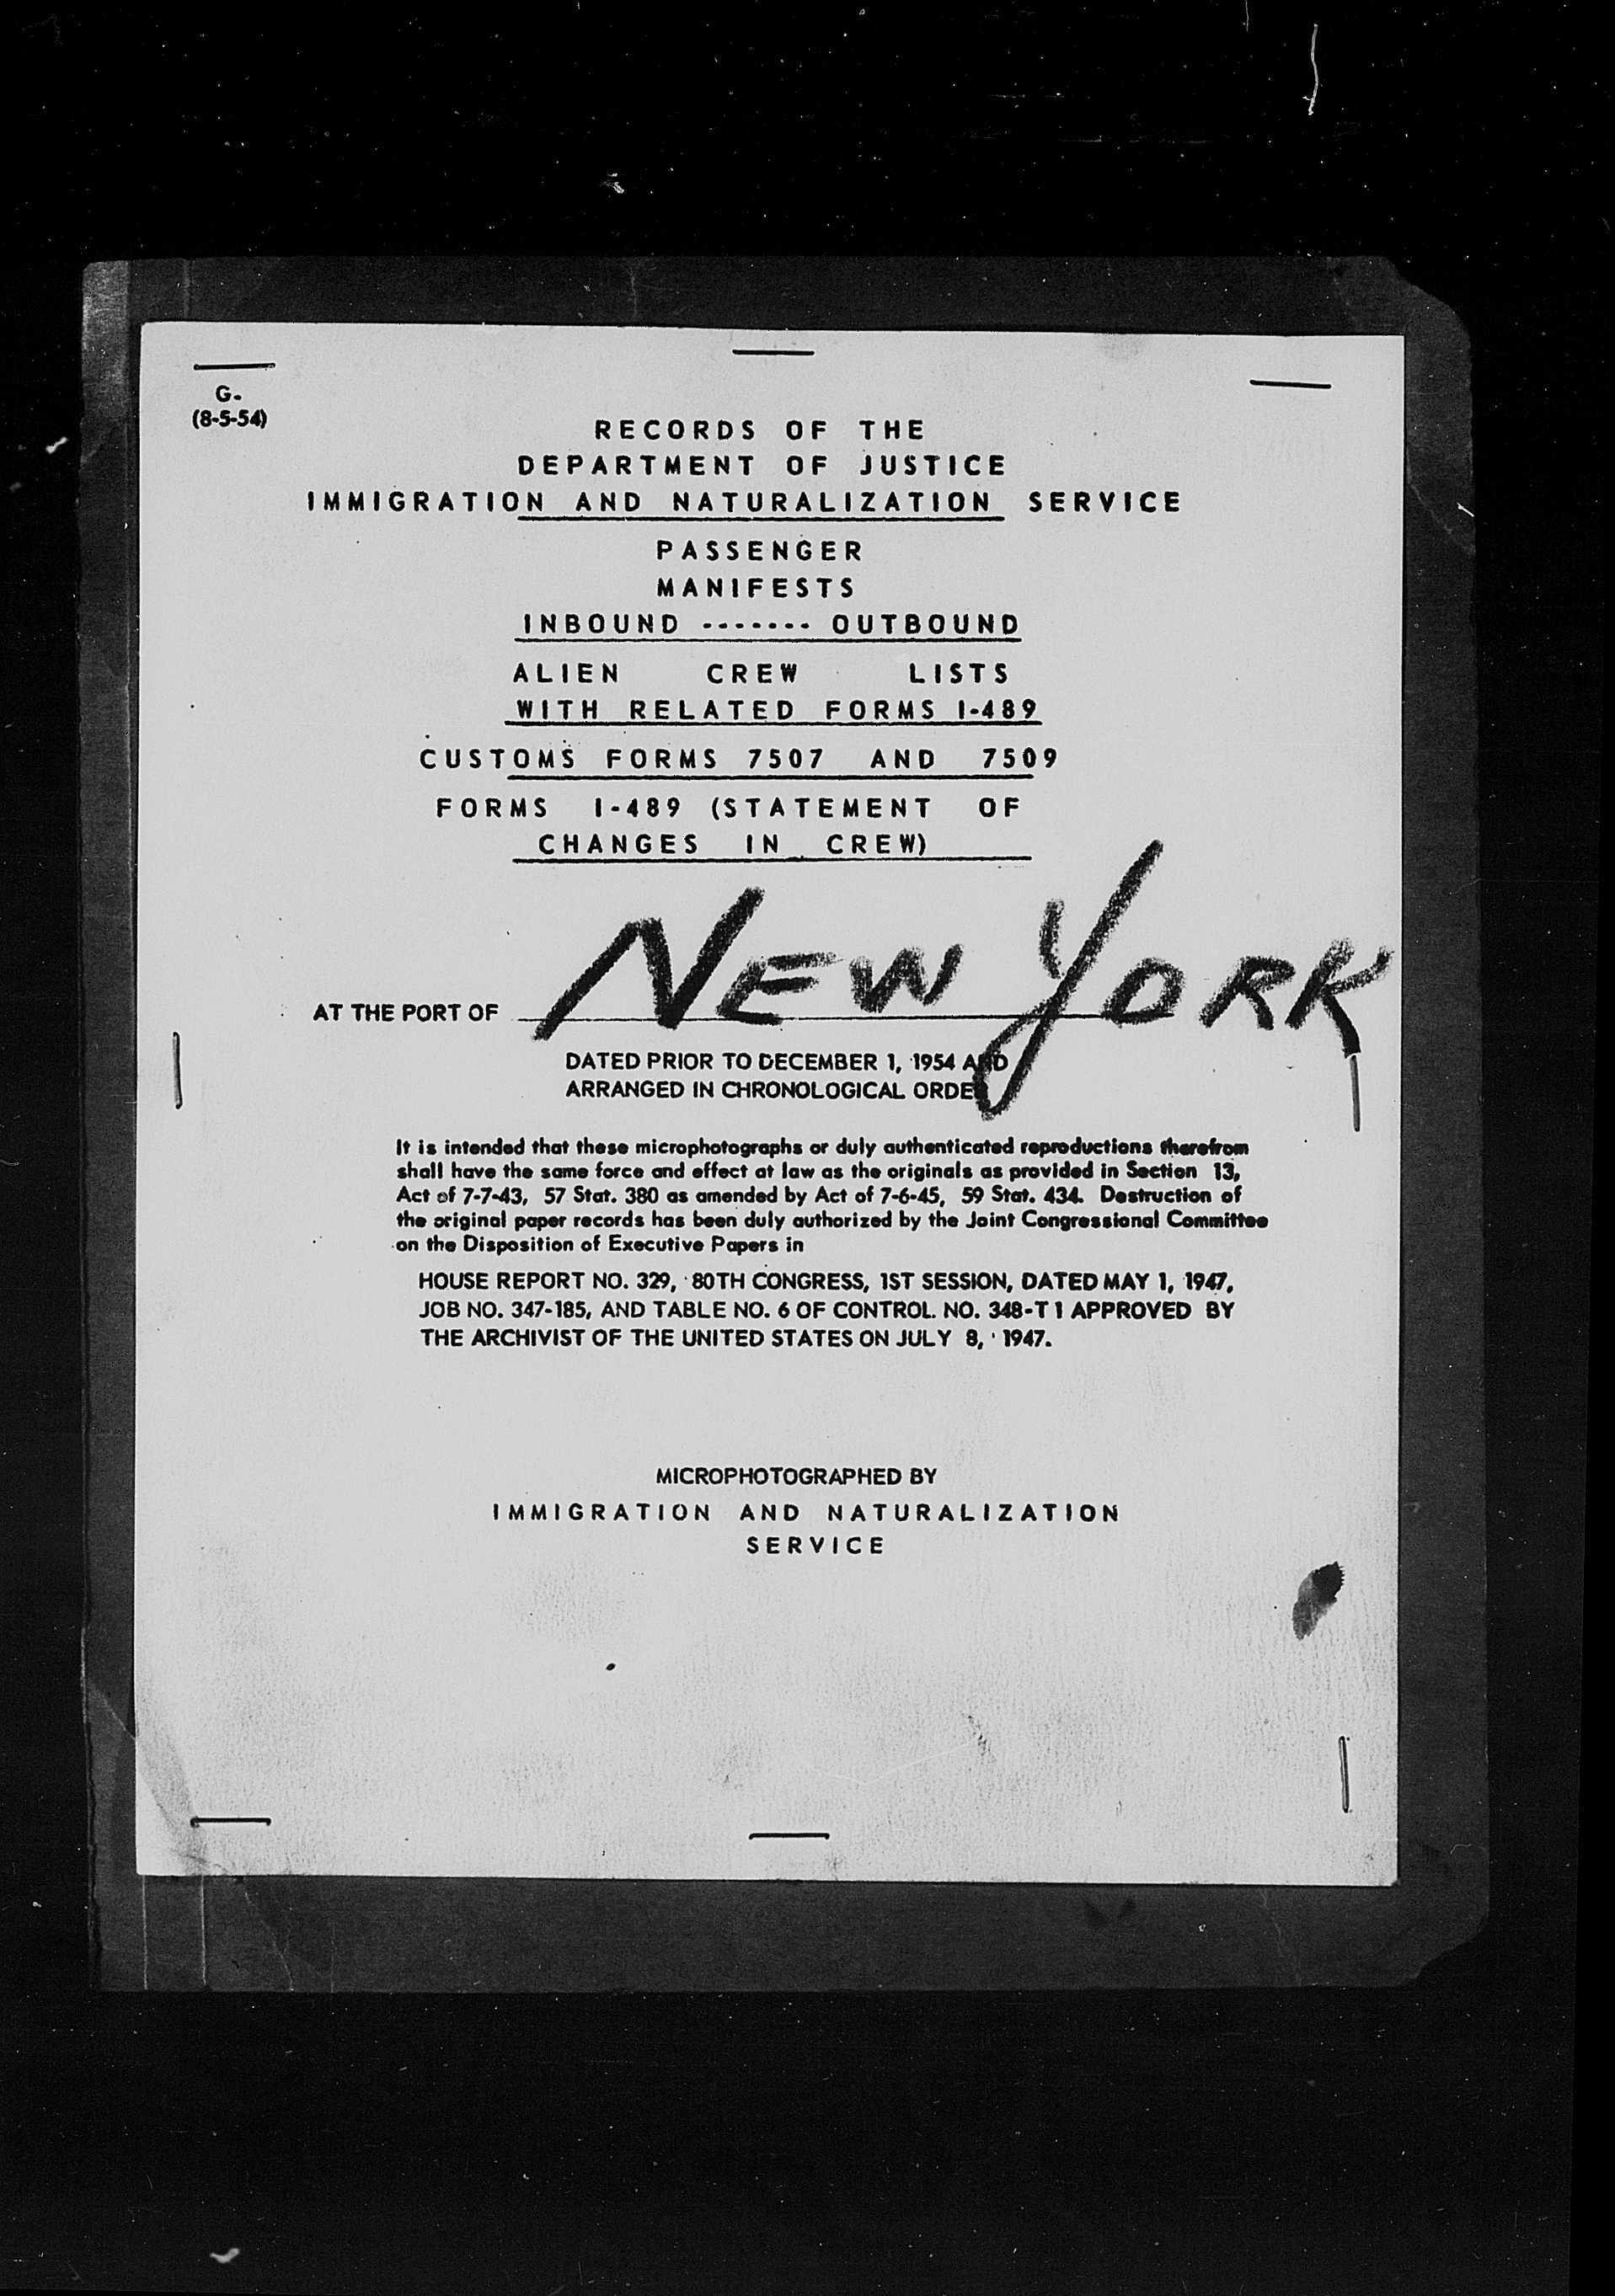 G-
(8-5-54)
RECORDS OF THE
DEPARTMENT OF JUSTICE
IMMIGRATION AND NATURALIZATION SERVICE
PASSENGER
MANIFESTS
INBOUND ------- OUTBOUND
ALIEN CREW LISTS
WITH RELATED FORMS I-489
CUSTOMS FORMS 7507 AND 7509
FORMS I-489 (STATEMENT OF
CHANGES IN CREW)
AT THE PORT OF NEW YORK
DATED PRIOR TO DECEMBER 1, 1954 AND
ARRANGED IN CHRONOLOGICAL ORDER
It is intended that these microphotographs or duly authenticated reproductions therefrom
shall have the same force and effect at law as the originals as provided in Section 13,
Act of 7-7-43, 57 Stat. 380 as amended by Act of 7-6-45, 59 Stat. 434. Destruction of
the original paper records has been duly authorized by the Joint Congressional Committee
on the Disposition of Executive Papers in
HOUSE REPORT NO. 329, 80TH CONGRESS, 1ST SESSION, DATED MAY 1, 1947,
JOB NO. 347-185, AND TABLE NO. 6 OF CONTROL. NO. 348-T1 APPROVED BY
THE ARCHIVIST OF THE UNITED STATES ON JULY 8, 1947.
MICROPHOTOGRAPHED BY
IMMIGRATION AND NATURALIZATION
SERVICE